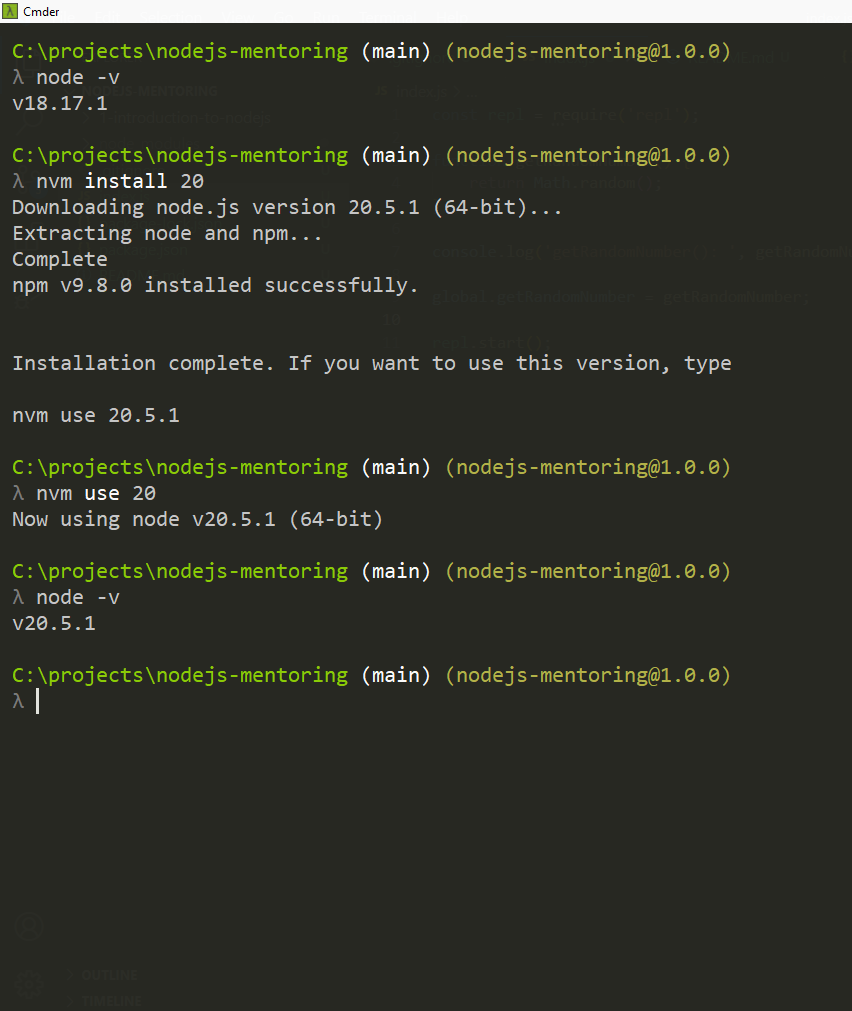 Cmder
C:\projects\nodejs-mentoring (main) (nodejs-mentoring@1.0.0)
λ node -v
v18.17.1
C:\projects\nodejs-mentoring (main) (nodejs-mentoring@1.0.0)
λ nvm install 20
Downloading node.js version 20.5.1 (64-bit)...
Extracting node and npm...
Complete
npm v9.8.0 installed successfully.
Installation complete. If you want to use this version, type
nvm use 20.5.1
C:\projects\nodejs-mentoring (main) (nodejs-mentoring@1.0.0)
λ nvm use 20
Now using node v20.5.1 (64-bit)
C:\projects\nodejs-mentoring (main) (nodejs-mentoring@1.0.0)
λ node -v
v20.5.1
C:\projects\nodejs-mentoring (main) (nodejs-mentoring@1.0.0)
λ
OUTLINE
TIMELINE